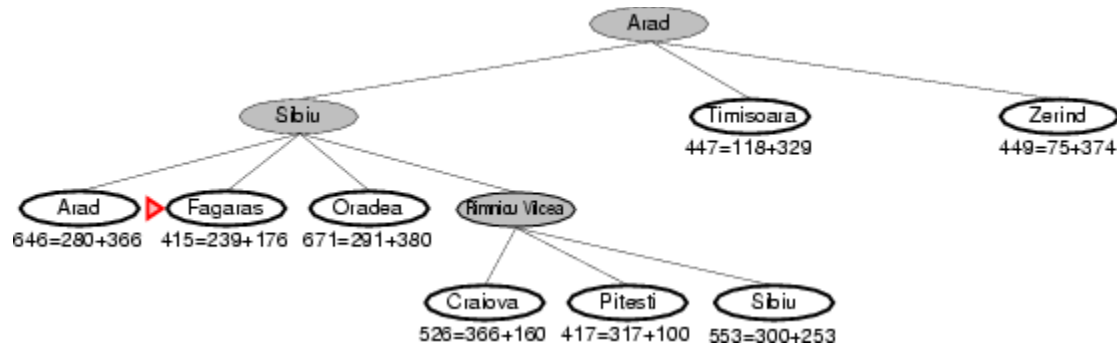 Arad
Sibiu
Timisoara
Zerind
447=118+329
449=75+374
Arad
Fagaras
Oradea
Rimnicu Vilcea
646=280+366
415=239+176
671=291+380
Craiova
Pitesti
Sibiu
526=366+160
417=317+100
553=300+253